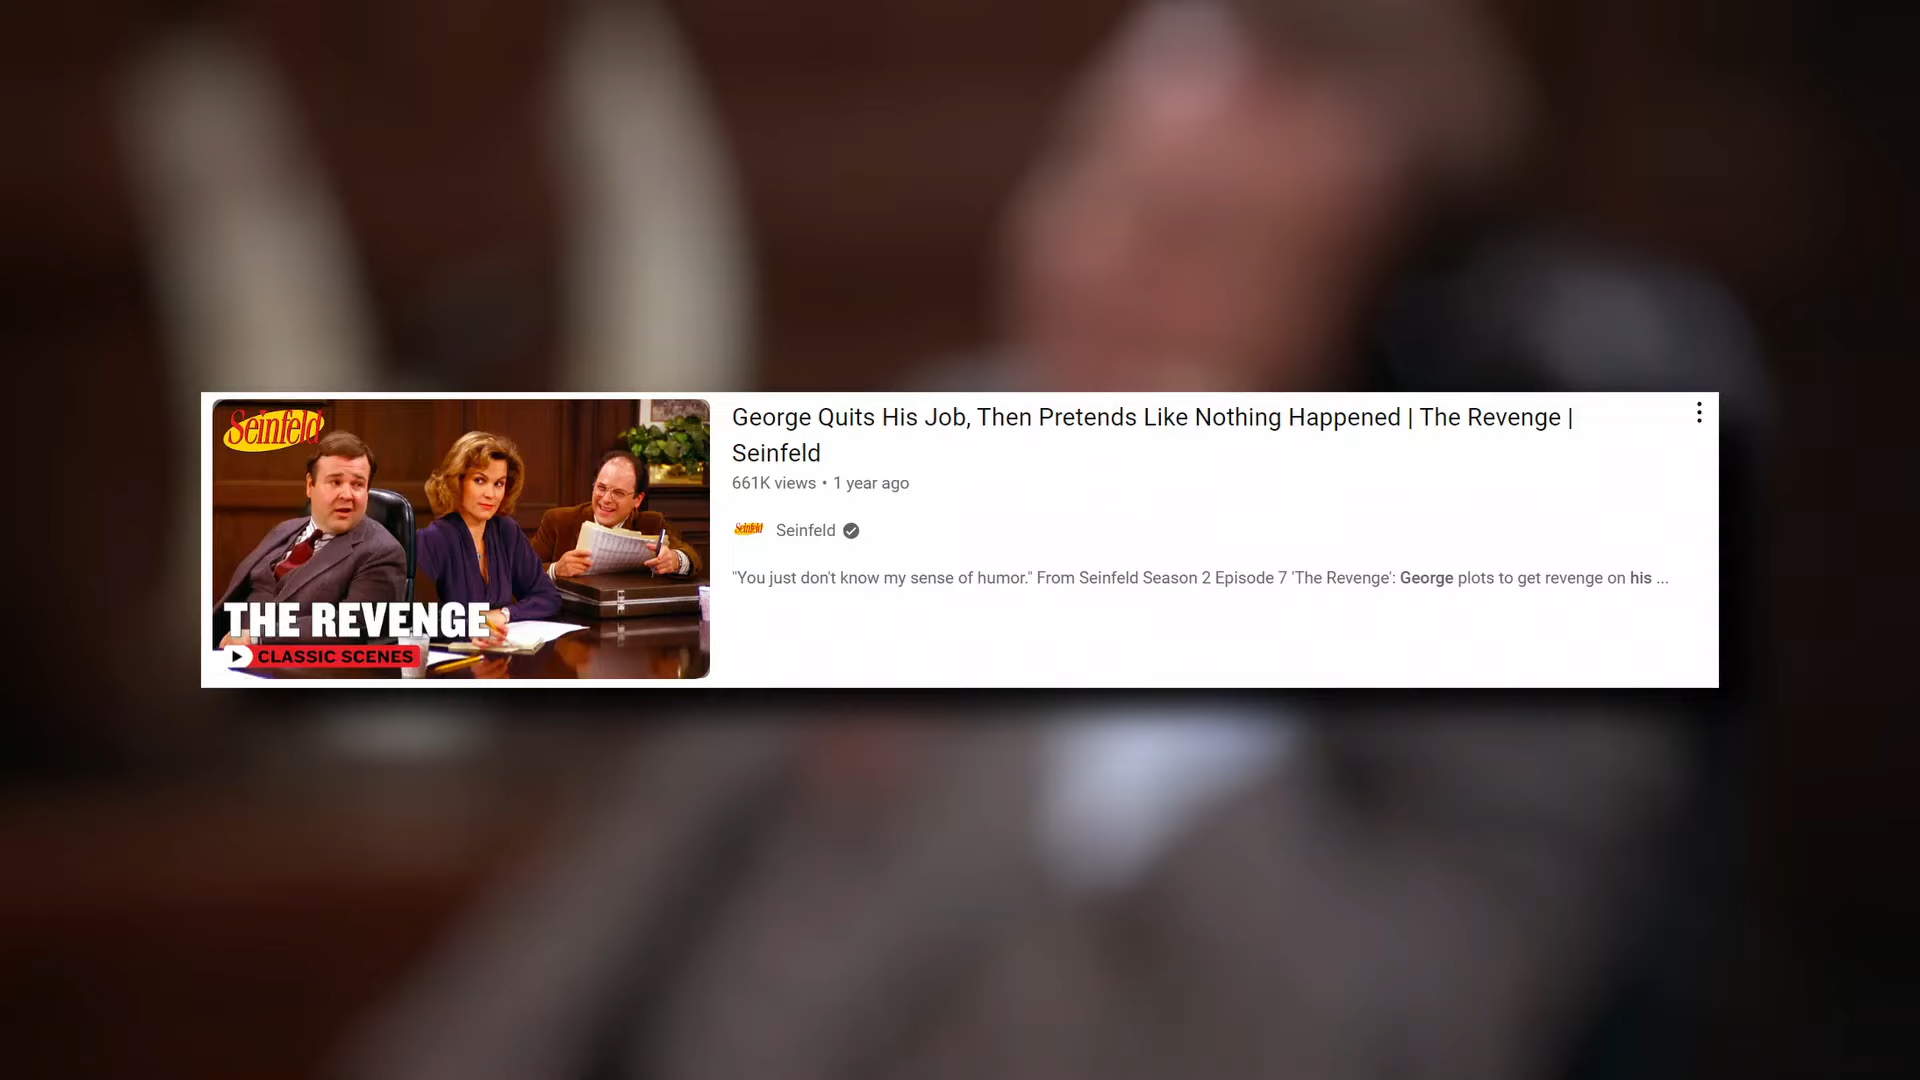 Seinfeld
THE REVENGE
CLASSIC SCENES
George Quits His Job, Then Pretends Like Nothing Happened | The Revenge |
Seinfeld
661K views • 1 year ago
Seinfeld
Seinfeld
"You just don't know my sense of humor." From Seinfeld Season 2 Episode 7 'The Revenge': George plots to get revenge on his ...